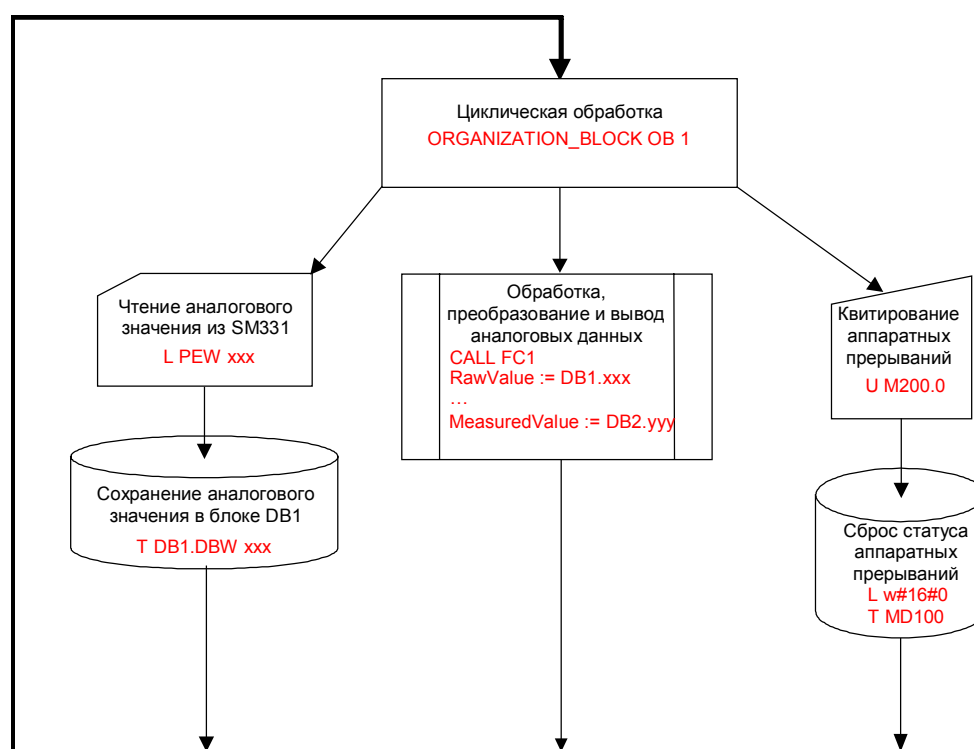 Циклическая обработка
ORGANIZATION_BLOCK OB 1
Чтение аналогового
значения из SM331
L PEW xxx
Сохранение аналогового
значения в блоке DB1
T DB1.DBW xxx
Обработка,
преобразование и вывод
аналоговых данных
CALL FC1
RawValue := DB1.xxx
…
MeasuredValue := DB2.yyy
Квитирование
аппаратных
прерываний
U M200.0
Сброс статуса
аппаратных
прерываний
L w#16#0
T MD100